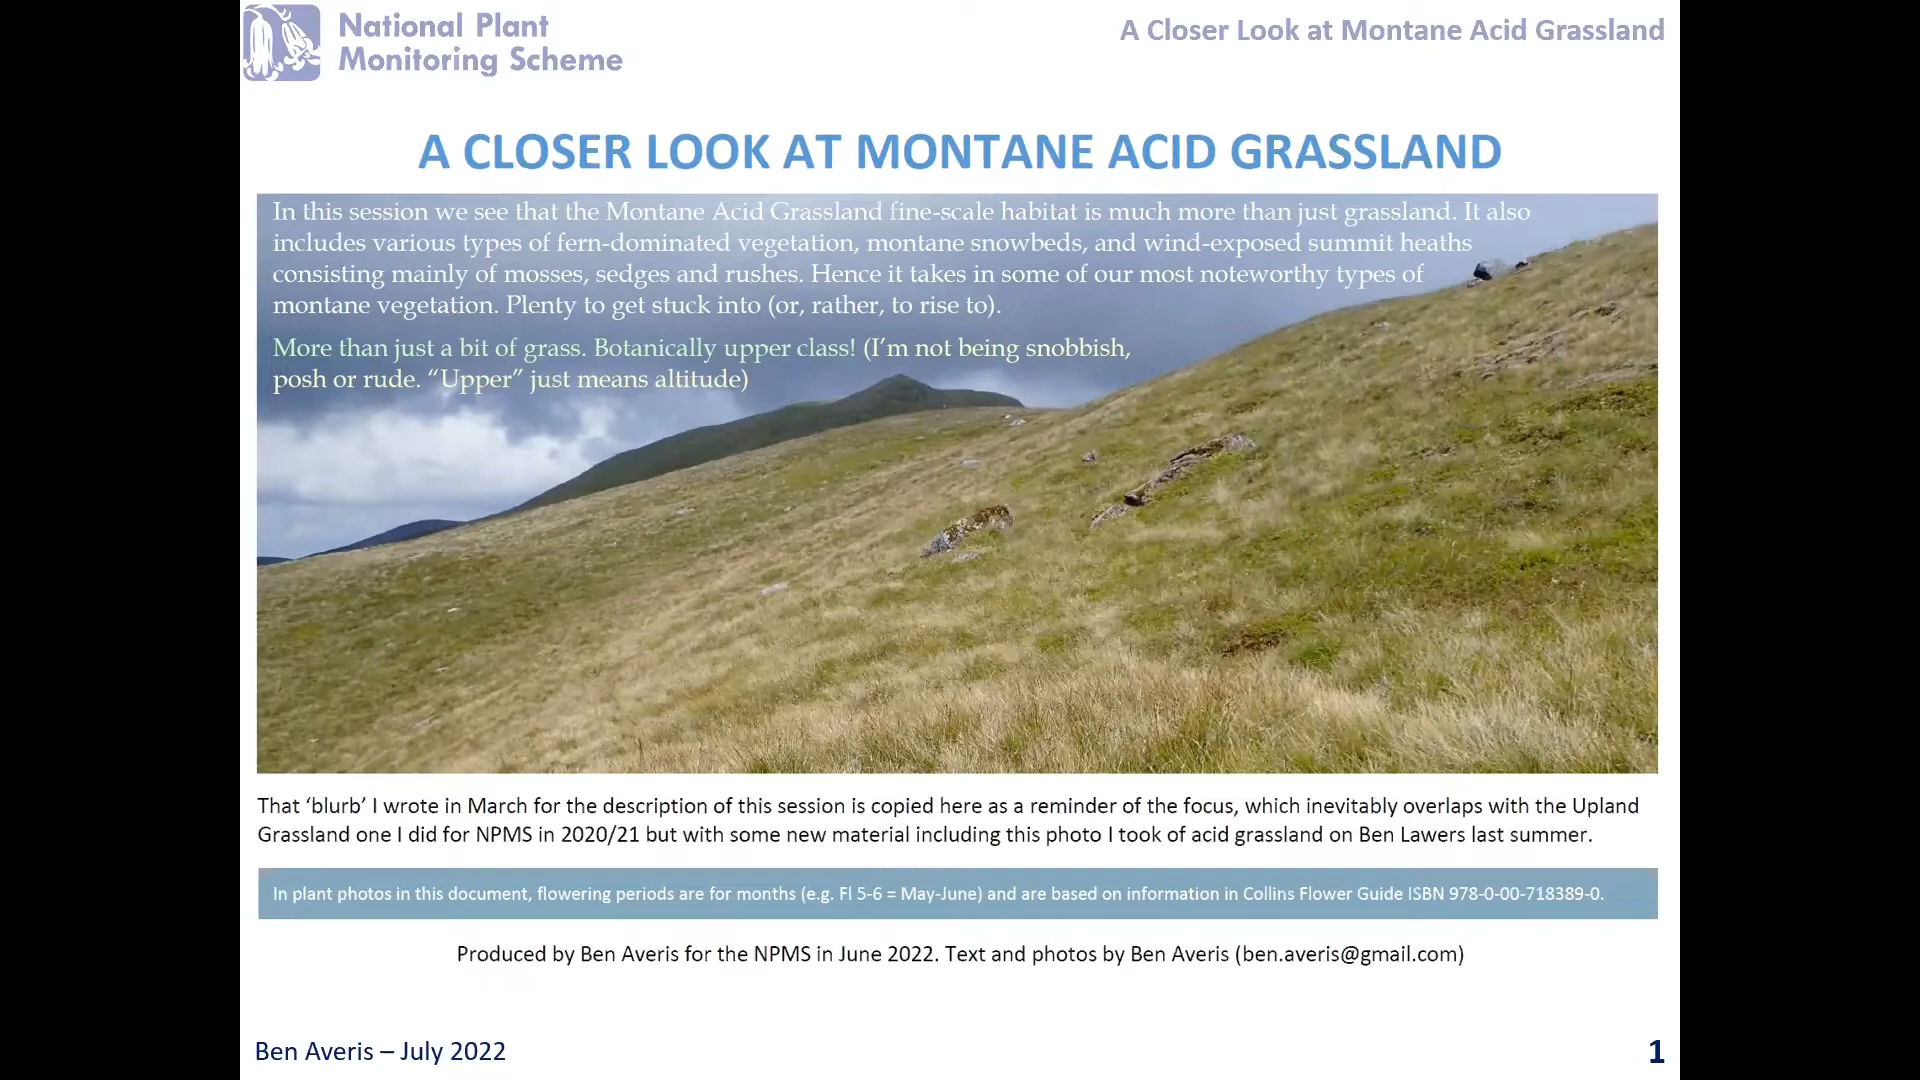 National Plant
Monitoring Scheme
A Closer Look at Montane Acid Grassland
A CLOSER LOOK AT MONTANE ACID GRASSLAND
In this session we see that the Montane Acid Grassland fine-scale habitat is much more than just grassland. It also
includes various types of fern-dominated vegetation, montane snowbeds, and wind-exposed summit heaths
consisting mainly of mosses, sedges and rushes. Hence it takes in some of our most noteworthy types of
montane vegetation. Plenty to get stuck into (or, rather, to rise to).
More than just a bit of grass. Botanically upper class! (I’m not being snobbish,
posh or rude. “Upper” just means altitude)
That ‘blurb’ I wrote in March for the description of this session is copied here as a reminder of the focus, which inevitably overlaps with the Upland
Grassland one I did for NPMS in 2020/21 but with some new material including this photo I took of acid grassland on Ben Lawers last summer.
In plant photos in this document, flowering periods are for months (e.g. Fl 5-6 = May-June) and are based on information in Collins Flower Guide ISBN 978-0-00-718389-0.
Produced by Ben Averis for the NPMS in June 2022. Text and photos by Ben Averis (ben.averis@gmail.com)
Ben Averis – July 2022
1